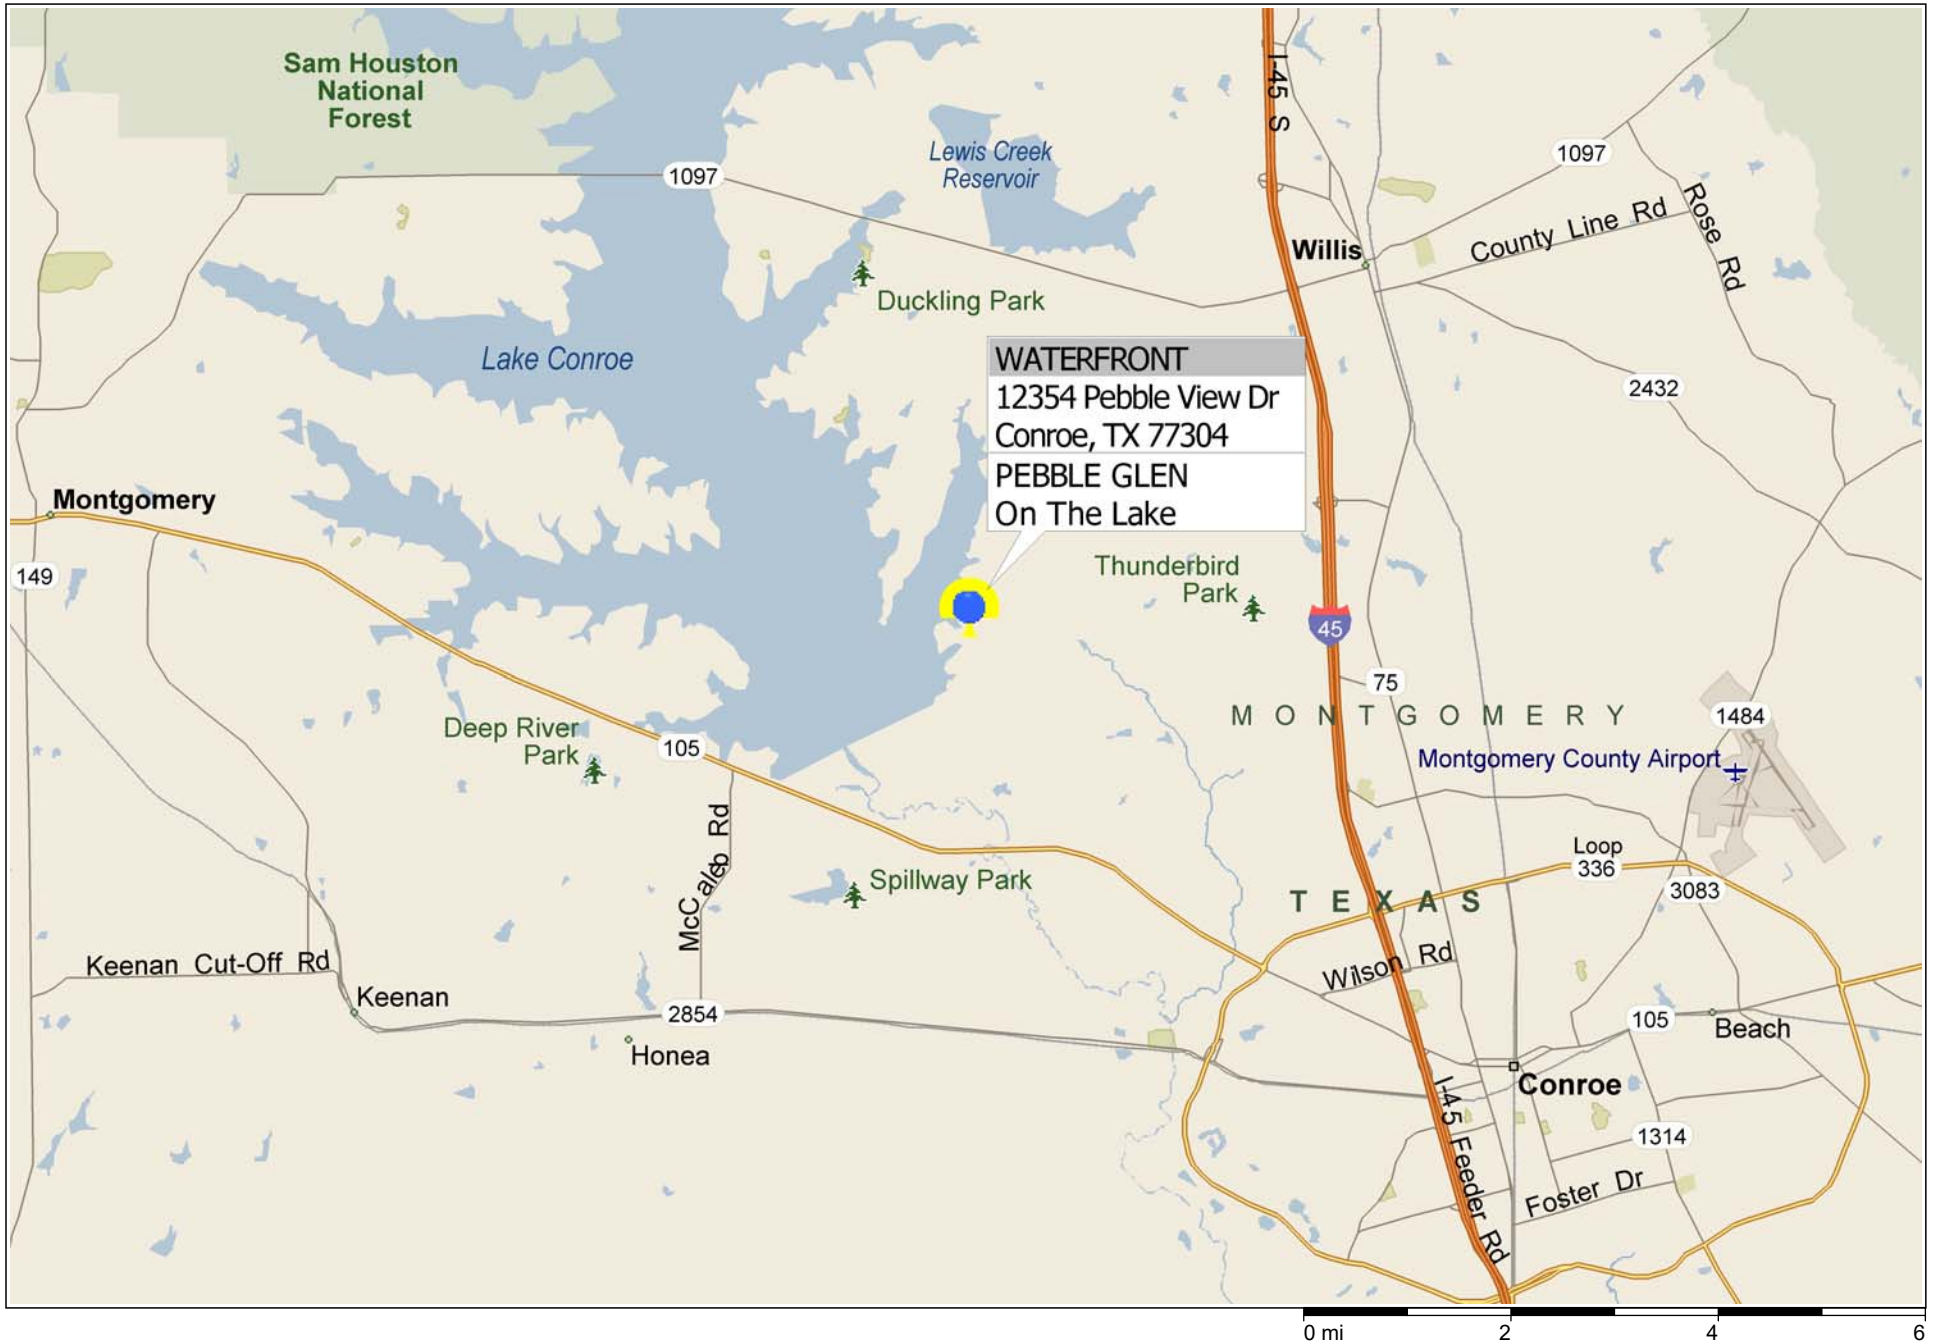 Sam Houston
National
Forest
I-45 S
Lewis Creek
Reservoir
1097
1097
Rose Rd
County Line Rd
Willis
Duckling Park
Lake Conroe
WATERFRONT
12354 Pebble View Dr
Conroe, TX 77304
PEBBLE GLEN
On The Lake
2432
Montgomery
149
Thunderbird
Park
45
75
MONTGOMERY
1484
Montgomery County Airport
Deep River
Park
105
McCaleb Rd
Loop
336
3083
Spillway Park
TEXAS
Wilson Rd
Keenan Cut-Off Rd
Keenan
2854
Honea
105
Beach
Conroe
I-45 Feeder Rd
1314
Foster Dr
0 mi 2 4 6